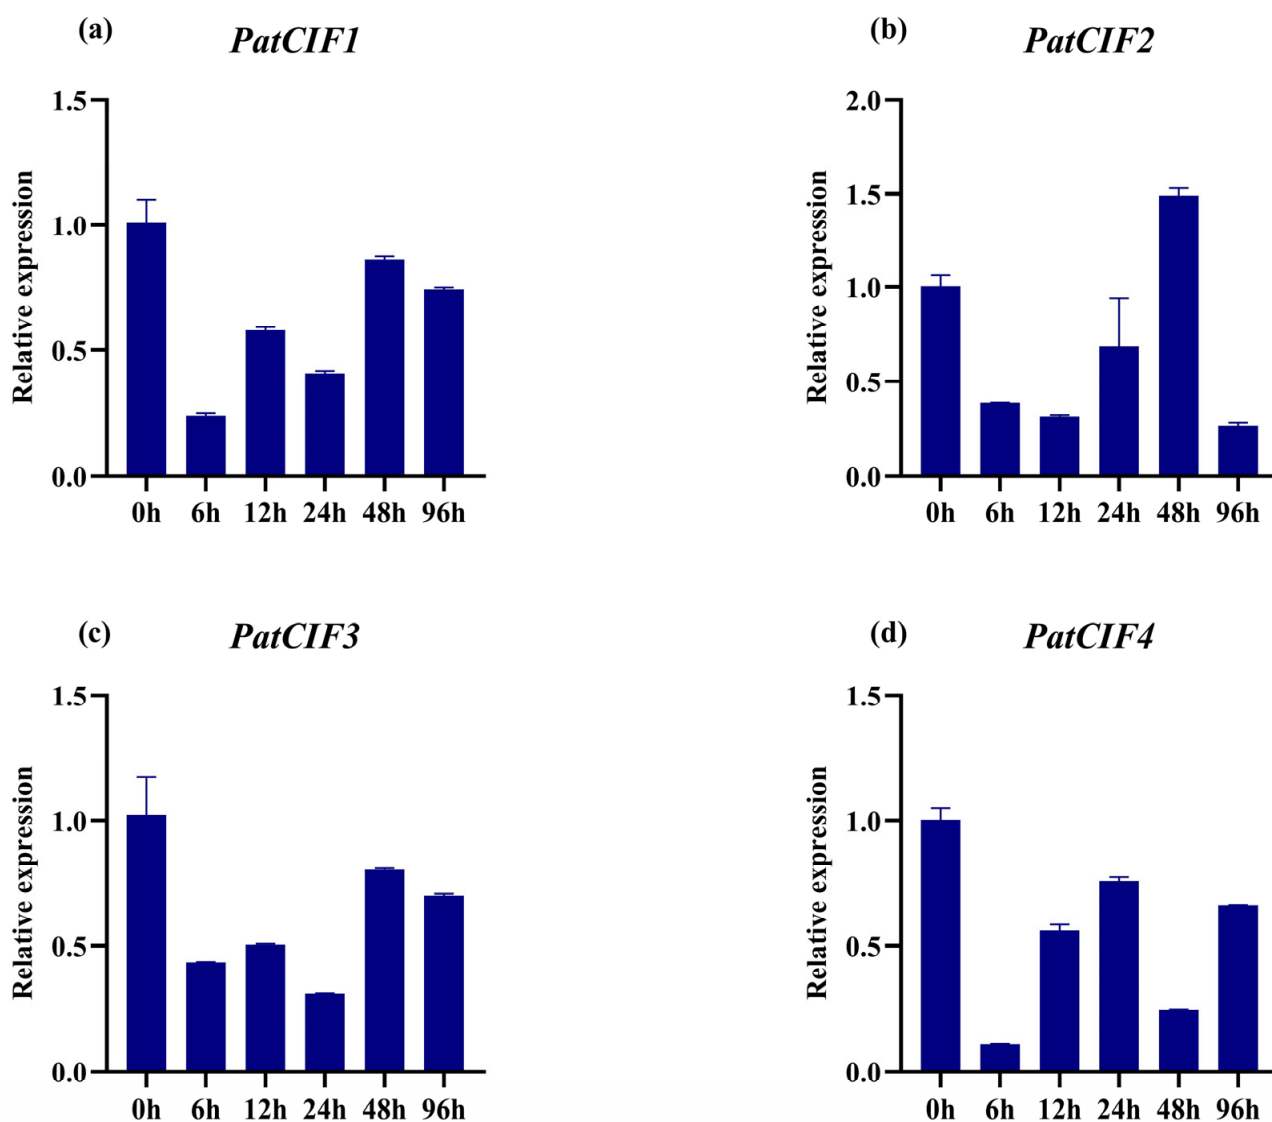 (a)
PatCIF1
Relative expression
1.5
1.0
0.5
0.0
0h 6h 12h 24h 48h 96h
(b)
PatCIF2
Relative expression
2.0
1.5
1.0
0.5
0.0
0h 6h 12h 24h 48h 96h
(c)
PatCIF3
Relative expression
1.5
1.0
0.5
0.0
0h 6h 12h 24h 48h 96h
(d)
PatCIF4
Relative expression
1.5
1.0
0.5
0.0
0h 6h 12h 24h 48h 96h